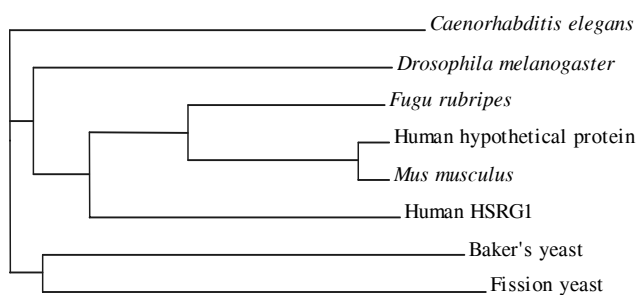 Caenorhabditis elegans
Drosophila melanogaster
Fugu rubripes
Human hypothetical protein
Mus musculus
Human HSRG1
Baker's yeast
Fission yeast